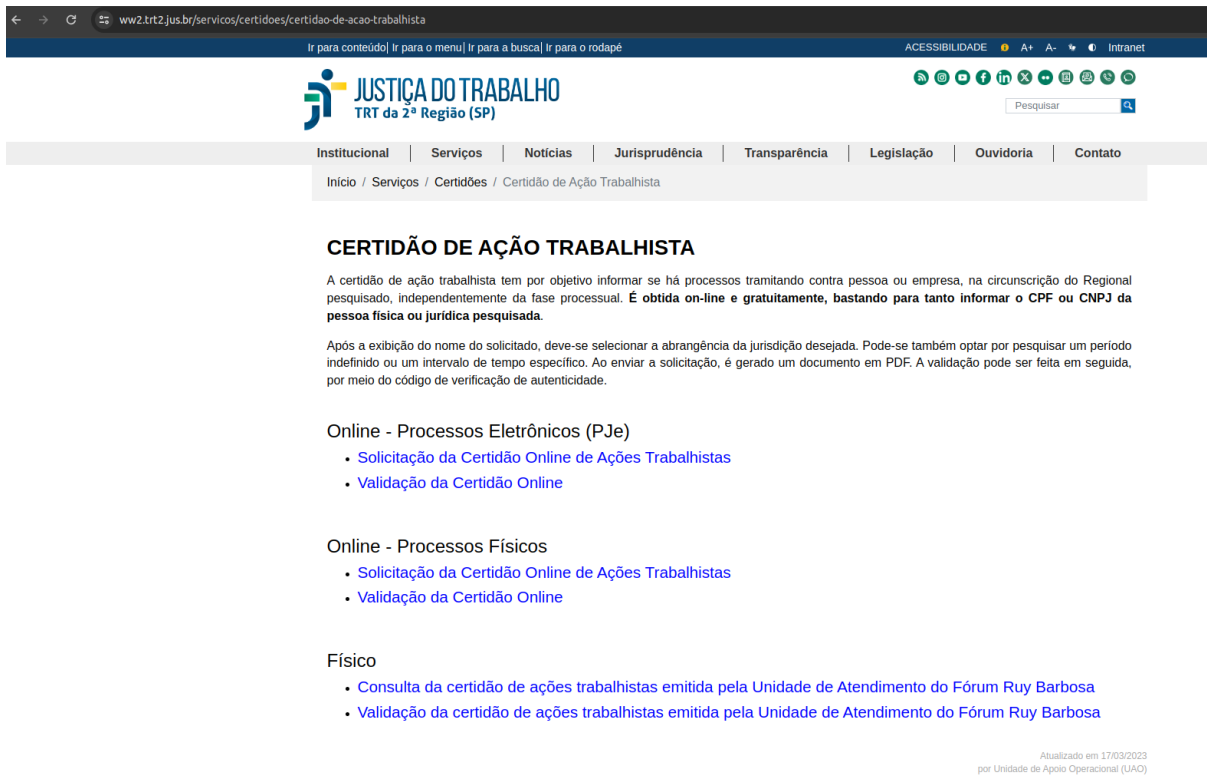 ww2.trt2.jus.br/servicos/certidoes/certidao-de-acao-trabalhista
Ir para conteúdo| Ir para o menu| Ir para a busca| Ir para o rodapé
ACESSIBILIDADE A+ A- Intranet
JUSTIÇA DO TRABALHO
TRT da 2ª Região (SP)
Pesquisar
Institucional | Serviços | Notícias | Jurisprudência | Transparência | Legislação | Ouvidoria | Contato
Início / Serviços / Certidões / Certidão de Ação Trabalhista
CERTIDÃO DE AÇÃO TRABALHISTA
A certidão de ação trabalhista tem por objetivo informar se há processos tramitando contra pessoa ou empresa, na circunscrição do Regional
pesquisado, independentemente da fase processual. É obtida on-line e gratuitamente, bastando para tanto informar o CPF ou CNPJ da
pessoa física ou jurídica pesquisada.
Após a exibição do nome do solicitado, deve-se selecionar a abrangência da jurisdição desejada. Pode-se também optar por pesquisar um período
indefinido ou um intervalo de tempo específico. Ao enviar a solicitação, é gerado um documento em PDF. A validação pode ser feita em seguida,
por meio do código de verificação de autenticidade.
Online - Processos Eletrônicos (PJe)
• Solicitação da Certidão Online de Ações Trabalhistas
• Validação da Certidão Online
Online - Processos Físicos
• Solicitação da Certidão Online de Ações Trabalhistas
• Validação da Certidão Online
Físico
• Consulta da certidão de ações trabalhistas emitida pela Unidade de Atendimento do Fórum Ruy Barbosa
• Validação da certidão de ações trabalhistas emitida pela Unidade de Atendimento do Fórum Ruy Barbosa
Atualizado em 17/03/2023
por Unidade de Apoio Operacional (UAO)